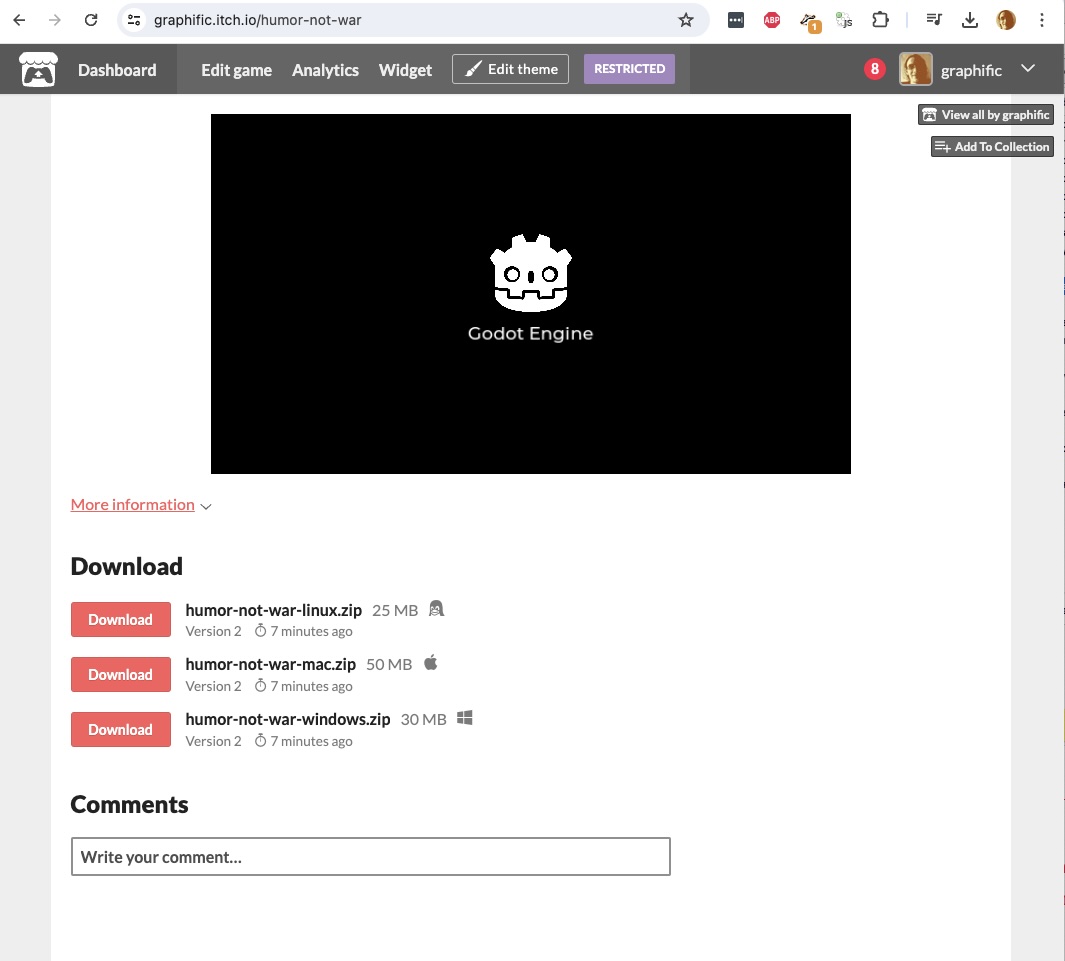 graphific.itch.io/humor-not-war
ABP
1
JS
Dashboard
Edit game
Analytics
Widget
Edit theme
RESTRICTED
8
graphific
View all by graphific
Add To Collection
Godot Engine
More information
Download
Download
humor-not-war-linux.zip 25 MB
Version 2 7 minutes ago
Download
humor-not-war-mac.zip 50 MB
Version 2 7 minutes ago
Download
humor-not-war-windows.zip 30 MB
Version 2 7 minutes ago
Comments
Write your comment...